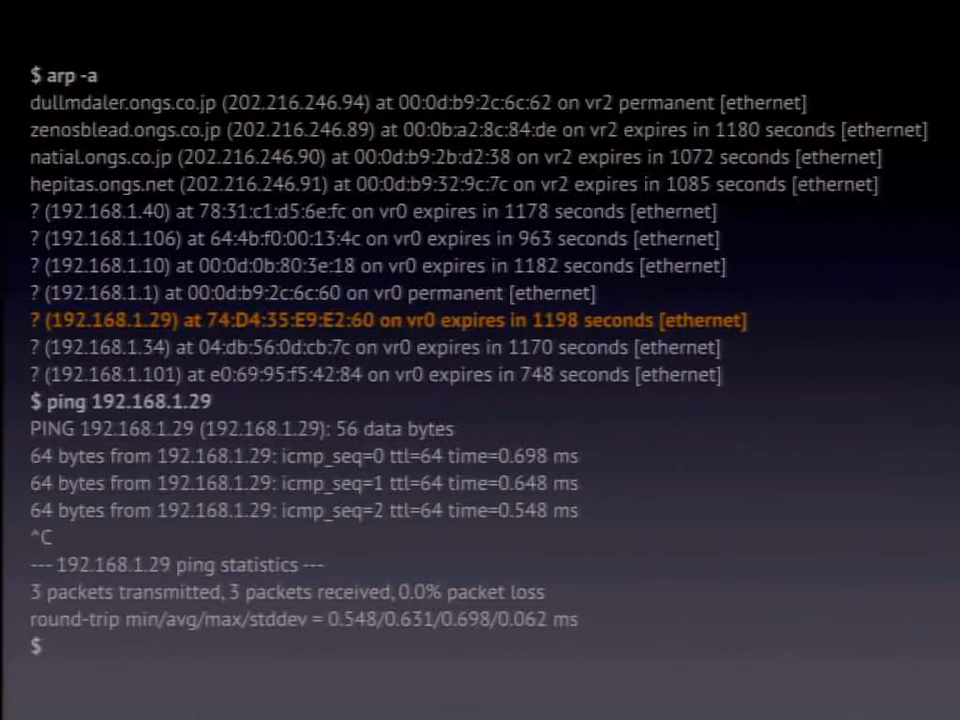 $ arp -a
dullmdaler.ongs.co.jp (202.216.246.94) at 00:0d:b9:2c:6c:62 on vr2 permanent [ethernet]
zenosblead.ongs.co.jp (202.216.246.89) at 00:0b:a2:8c:84:de on vr2 expires in 1180 seconds [ethernet]
natial.ongs.co.jp (202.216.246.90) at 00:0d:b9:2b:d2:38 on vr2 expires in 1072 seconds [ethernet]
hepitas.ongs.net (202.216.246.91) at 00:0d:b9:32:9c:7c on vr2 expires in 1085 seconds [ethernet]
? (192.168.1.40) at 78:31:c1:d5:6e:fc on vr0 expires in 1178 seconds [ethernet]
? (192.168.1.106) at 64:4b:f0:00:13:4c on vr0 expires in 963 seconds [ethernet]
? (192.168.1.10) at 00:0d:0b:80:3e:18 on vr0 expires in 1182 seconds [ethernet]
? (192.168.1.1) at 00:0d:b9:2c:6c:60 on vr0 permanent [ethernet]
? (192.168.1.29) at 74:D4:35:E9:E2:60 on vr0 expires in 1198 seconds [ethernet]
? (192.168.1.34) at 04:db:56:0d:cb:7c on vr0 expires in 1170 seconds [ethernet]
? (192.168.1.101) at e0:69:95:f5:42:84 on vr0 expires in 748 seconds [ethernet]
$ ping 192.168.1.29
PING 192.168.1.29 (192.168.1.29): 56 data bytes
64 bytes from 192.168.1.29: icmp_seq=0 ttl=64 time=0.698 ms
64 bytes from 192.168.1.29: icmp_seq=1 ttl=64 time=0.648 ms
64 bytes from 192.168.1.29: icmp_seq=2 ttl=64 time=0.548 ms
^C
--- 192.168.1.29 ping statistics ---
3 packets transmitted, 3 packets received, 0.0% packet loss
round-trip min/avg/max/stddev = 0.548/0.631/0.698/0.062 ms
$